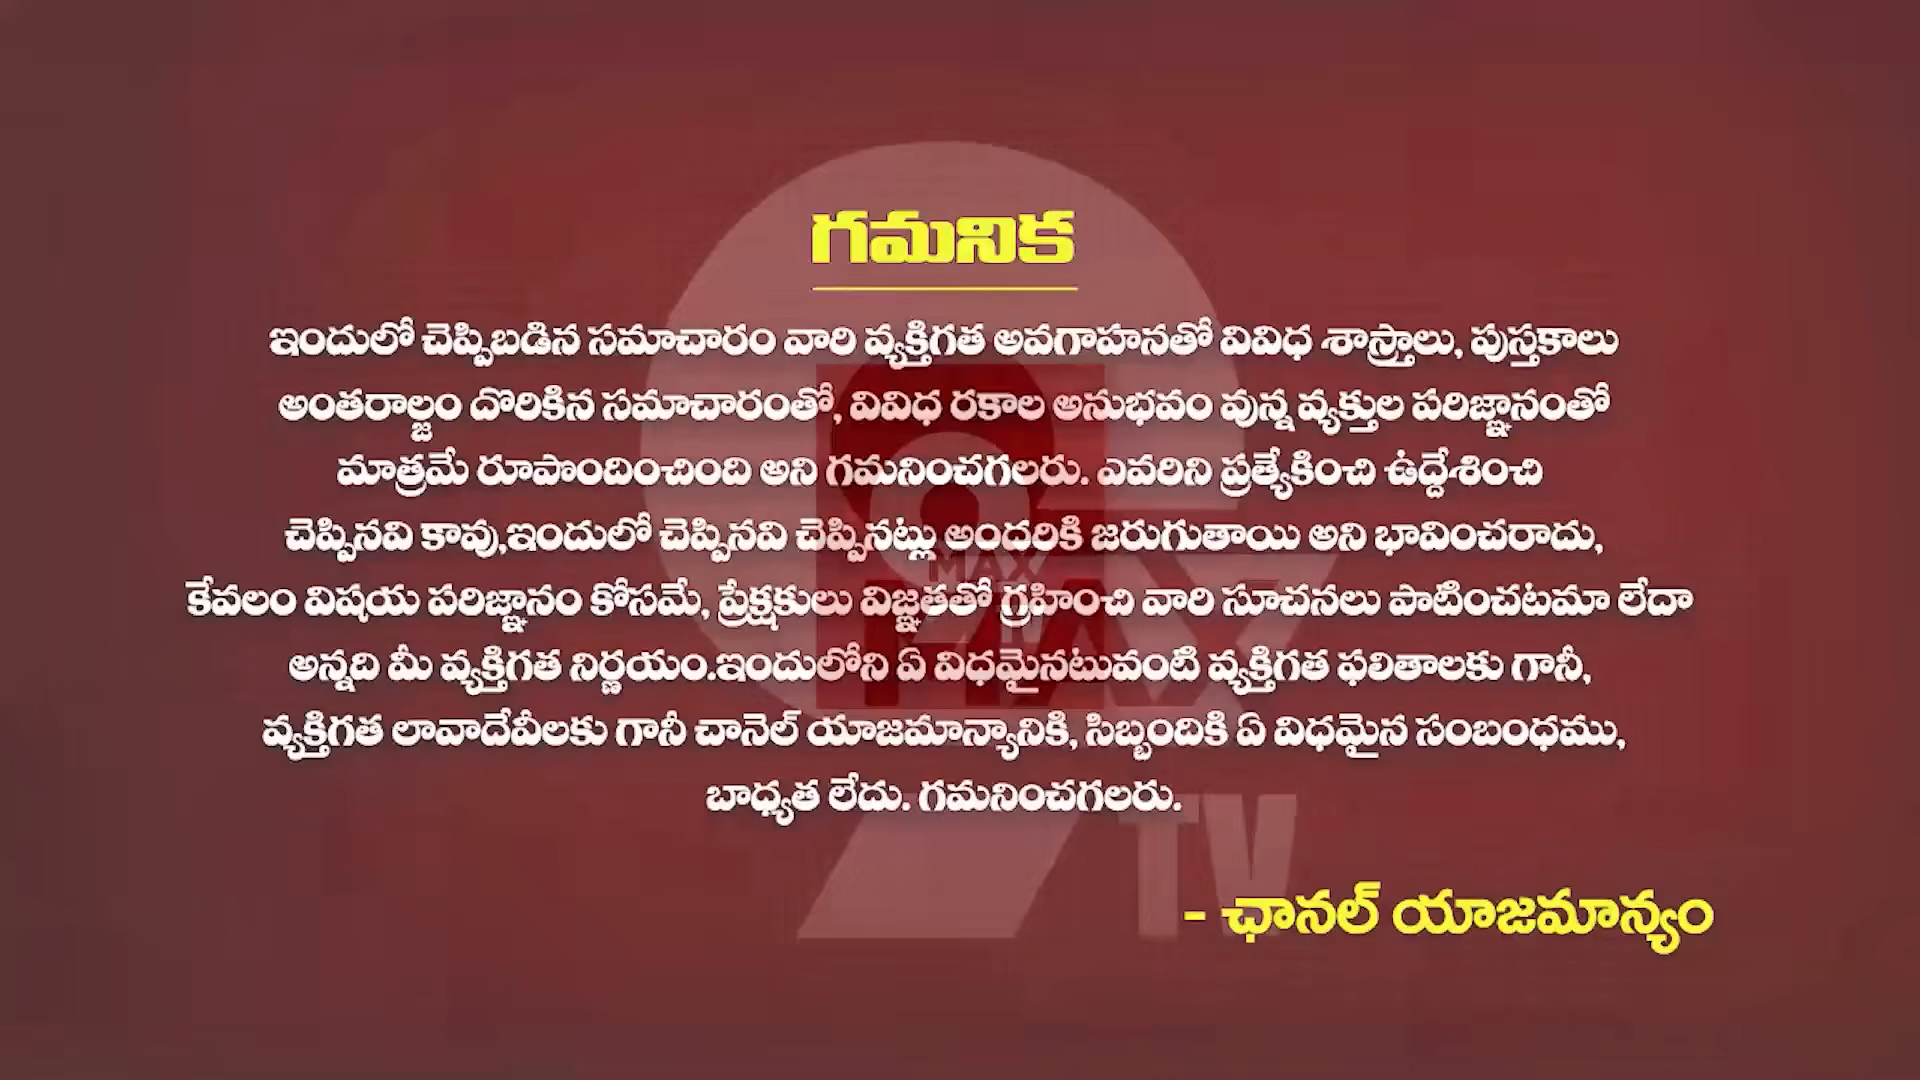 గమనిక
ఇందులో చెప్పిబడిన సమాచారం వారి వ్యక్తిగత అవగాహనతో వివిధ శాస్త్రాలు, పుస్తకాలు
అంతర్జాలం దొరికిన సమాచారంతో, వివిధ రకాల అనుభవం వున్న వ్యక్తుల పరిజ్ఞానంతో
మాత్రమే రూపొందించింది అని గమనించగలరు. ఎవరిని ప్రత్యేకించి ఉద్దేశించి
చెప్పినవి కావు,ఇందులో చెప్పినవి చెప్పినట్లు అందరికి జరుగుతాయి అని భావించరాదు,
కేవలం విషయ పరిజ్ఞానం కోసమే, ప్రేక్షకులు విజ్ఞతతో గ్రహించి వారి సూచనలు పాటించటమా లేదా
అన్నది మీ వ్యక్తిగత నిర్ణయం.ఇందులోని ఏ విధమైనటువంటి వ్యక్తిగత ఫలితాలకు గానీ,
వ్యక్తిగత లావాదేవీలకు గానీ చానెల్ యాజమాన్యానికి, సిబ్బందికి ఏ విధమైన సంబంధము,
బాధ్యత లేదు. గమనించగలరు.
- ఛానల్ యాజమాన్యం
MAX
TV